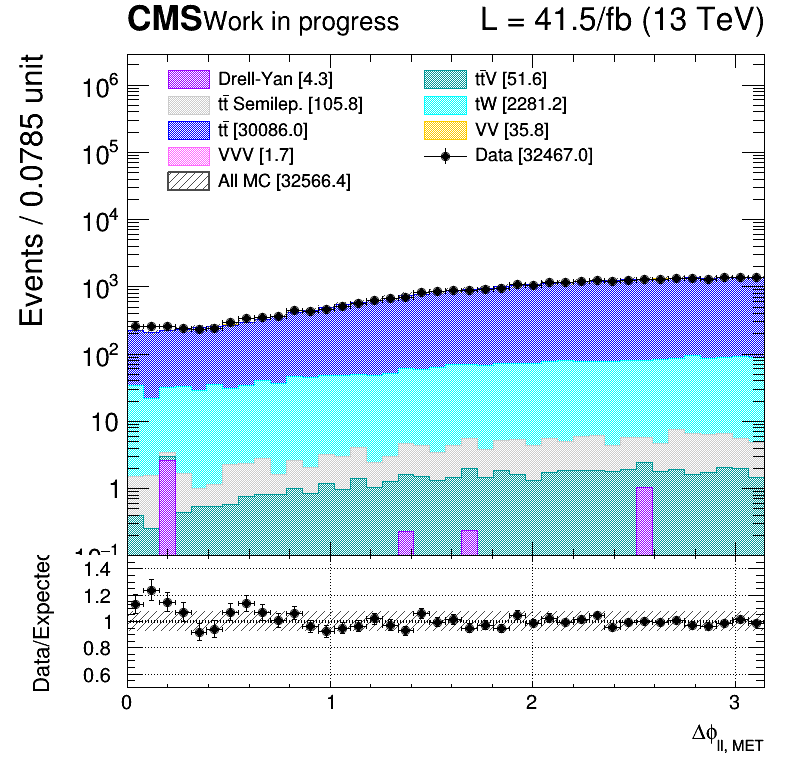 CMS Work in progress L = 41.5/fb (13 TeV)
Events / 0.0785 unit
10⁶
10⁵
10⁴
10³
10²
10
1
10⁻¹
Drell-Yan [4.3]
tt̄ Semilep. [105.8]
tt̄ [30086.0]
VVV [1.7]
All MC [32566.4]
tt̄V [51.6]
tW [2281.2]
VV [35.8]
Data [32467.0]
Data/Expected
1.4
1.2
1
0.8
0.6
0 1 2 3
Δϕ_ll, MET